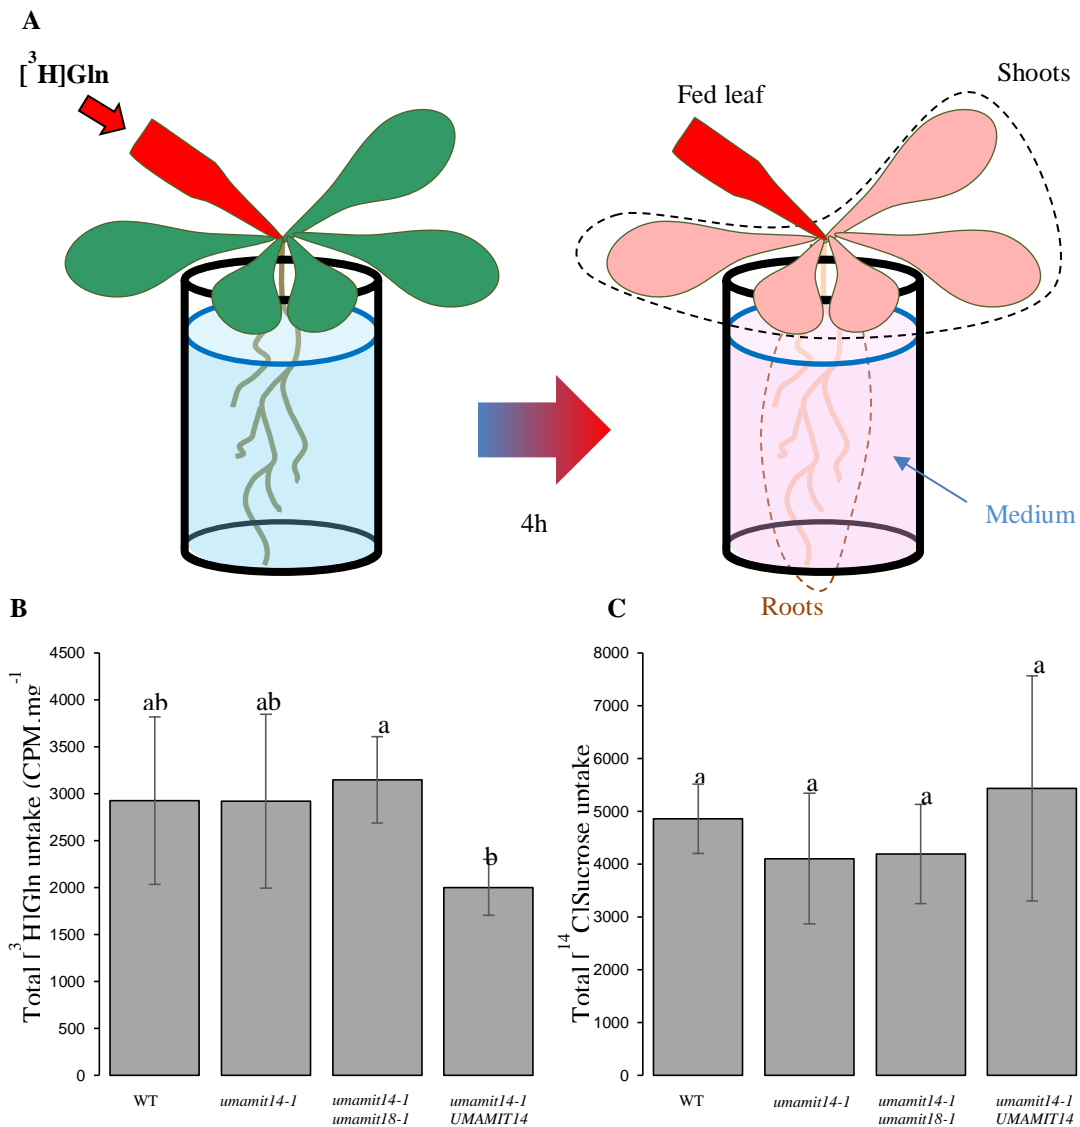 A
[³H]Gln
Shoots
Fed leaf
4h
Medium
Roots
B
C
Total [³H]Gln uptake (CPM.mg⁻¹
4500
4000
3500
3000
2500
2000
1500
1000
500
0
ab
ab
a
b
WT
umamit14-1
umamit14-1
umamit18-1
umamit14-1
UMAMIT14
Total [¹⁴C]Sucrose uptake
8000
7000
6000
5000
4000
3000
2000
1000
0
a
a
a
a
WT
umamit14-1
umamit14-1
umamit18-1
umamit14-1
UMAMIT14